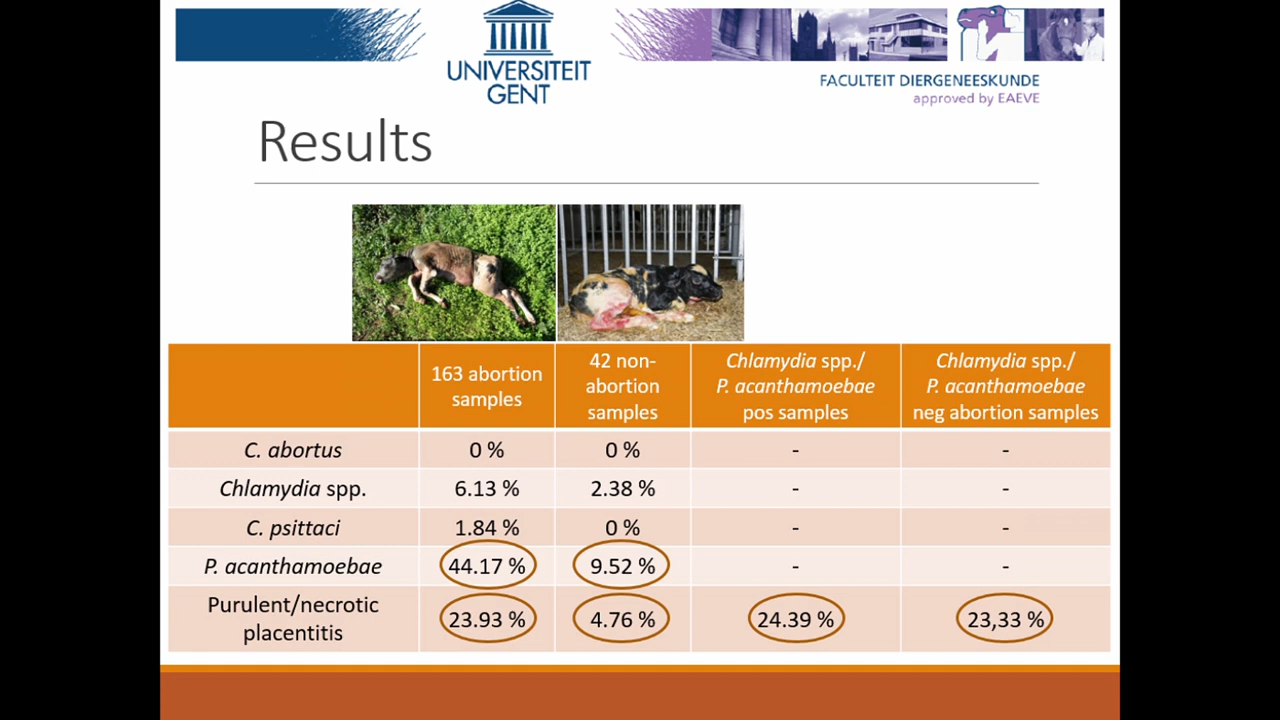 UNIVERSITEIT
GENT
FACULTEIT DIERGENEESKUNDE
approved by EAEVE
Results
163 abortion
samples
42 non-
abortion
samples
Chlamydia spp./
P. acanthamoebae
pos samples
Chlamydia spp./
P. acanthamoebae
neg abortion samples
C. abortus 0 % 0 % - -
Chlamydia spp. 6.13 % 2.38 % - -
C. psittaci 1.84 % 0 % - -
P. acanthamoebae 44.17 % 9.52 % - -
Purulent/necrotic
placentitis
23.93 % 4.76 % 24.39 % 23,33 %